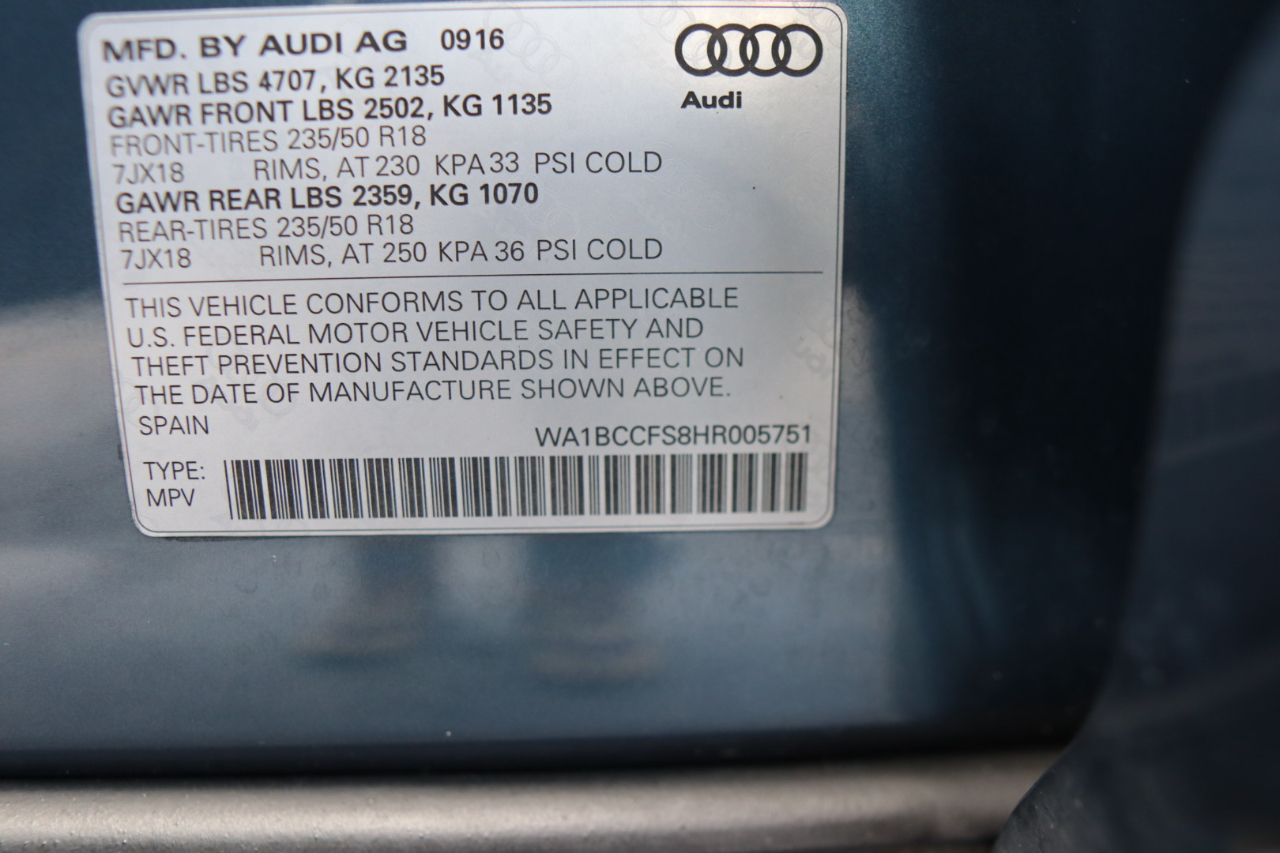 MFD. BY AUDI AG 0916
Audi
GVWR LBS 4707, KG 2135
GAWR FRONT LBS 2502, KG 1135
FRONT-TIRES 235/50 R18
7JX18 RIMS, AT 230 KPA 33 PSI COLD
GAWR REAR LBS 2359, KG 1070
REAR-TIRES 235/50 R18
7JX18 RIMS, AT 250 KPA 36 PSI COLD
THIS VEHICLE CONFORMS TO ALL APPLICABLE
U.S. FEDERAL MOTOR VEHICLE SAFETY AND
THEFT PREVENTION STANDARDS IN EFFECT ON
THE DATE OF MANUFACTURE SHOWN ABOVE.
SPAIN
WA1BCCFS8HR005751
TYPE:
MPV